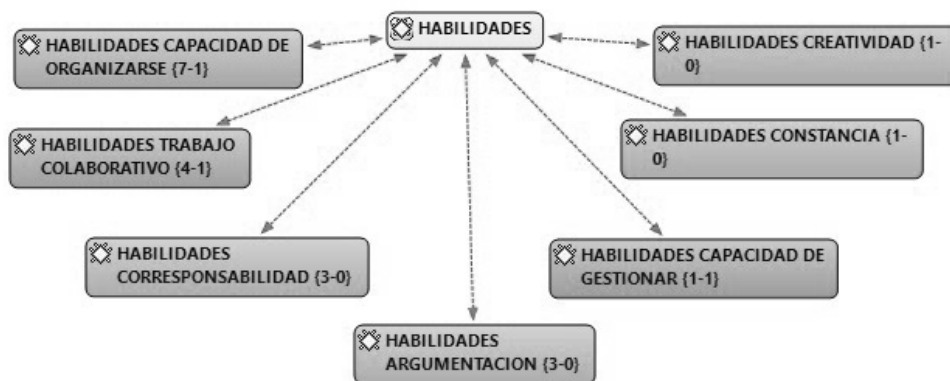 HABILIDADES
HABILIDADES CAPACIDAD DE
ORGANIZARSE {7-1}
HABILIDADES CREATIVIDAD {1-
0}
HABILIDADES TRABAJO
COLABORATIVO {4-1}
HABILIDADES CONSTANCIA {1-
0}
HABILIDADES
CORRESPONSABILIDAD {3-0}
HABILIDADES CAPACIDAD DE
GESTIONAR {1-1}
HABILIDADES
ARGUMENTACION {3-0}